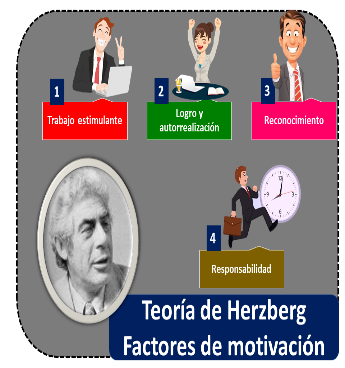 1
Trabajo estimulante
2
Logro y
autorrealización
3
Reconocimiento
4
Responsabilidad
Teoría de Herzberg
Factores de motivación